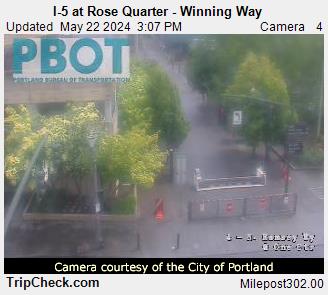 I-5 at Rose Quarter - Winning Way
Updated May 22 2024 3:07 PM Camera 4
PBOT
PORTLAND BUREAU OF TRANSPORTATION
Camera courtesy of the City of Portland
TripCheck.com Milepost302.00